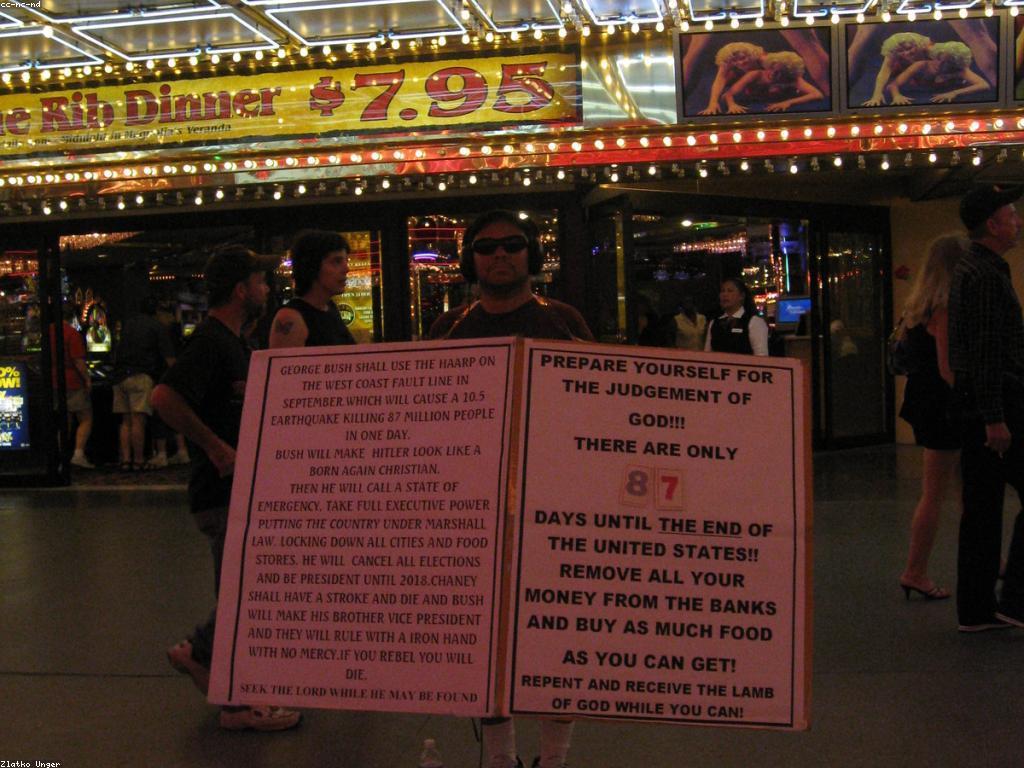 cc-nc-nd
e Rib Dinner $7.95
Midnight in Magnolia's Veranda
GEORGE BUSH SHALL USE THE HAARP ON
THE WEST COAST FAULT LINE IN
SEPTEMBER.WHICH WILL CAUSE A 10.5
EARTHQUAKE KILLING 87 MILLION PEOPLE
IN ONE DAY.
BUSH WILL MAKE HITLER LOOK LIKE A
BORN AGAIN CHRISTIAN.
THEN HE WILL CALL A STATE OF
EMERGENCY, TAKE FULL EXECUTIVE POWER
PUTTING THE COUNTRY UNDER MARSHALL
LAW. LOCKING DOWN ALL CITIES AND FOOD
STORES. HE WILL CANCEL ALL ELECTIONS
AND BE PRESIDENT UNTIL 2018.CHANEY
SHALL HAVE A STROKE AND DIE AND BUSH
WILL MAKE HIS BROTHER VICE PRESIDENT
AND THEY WILL RULE WITH A IRON HAND
WITH NO MERCY.IF YOU REBEL YOU WILL
DIE.
SEEK THE LORD WHILE HE MAY BE FOUND
PREPARE YOURSELF FOR
THE JUDGEMENT OF
GOD!!!
THERE ARE ONLY
87
DAYS UNTIL THE END OF
THE UNITED STATES!!
REMOVE ALL YOUR
MONEY FROM THE BANKS
AND BUY AS MUCH FOOD
AS YOU CAN GET!
REPENT AND RECEIVE THE LAMB
OF GOD WHILE YOU CAN!
Zlatko Unger